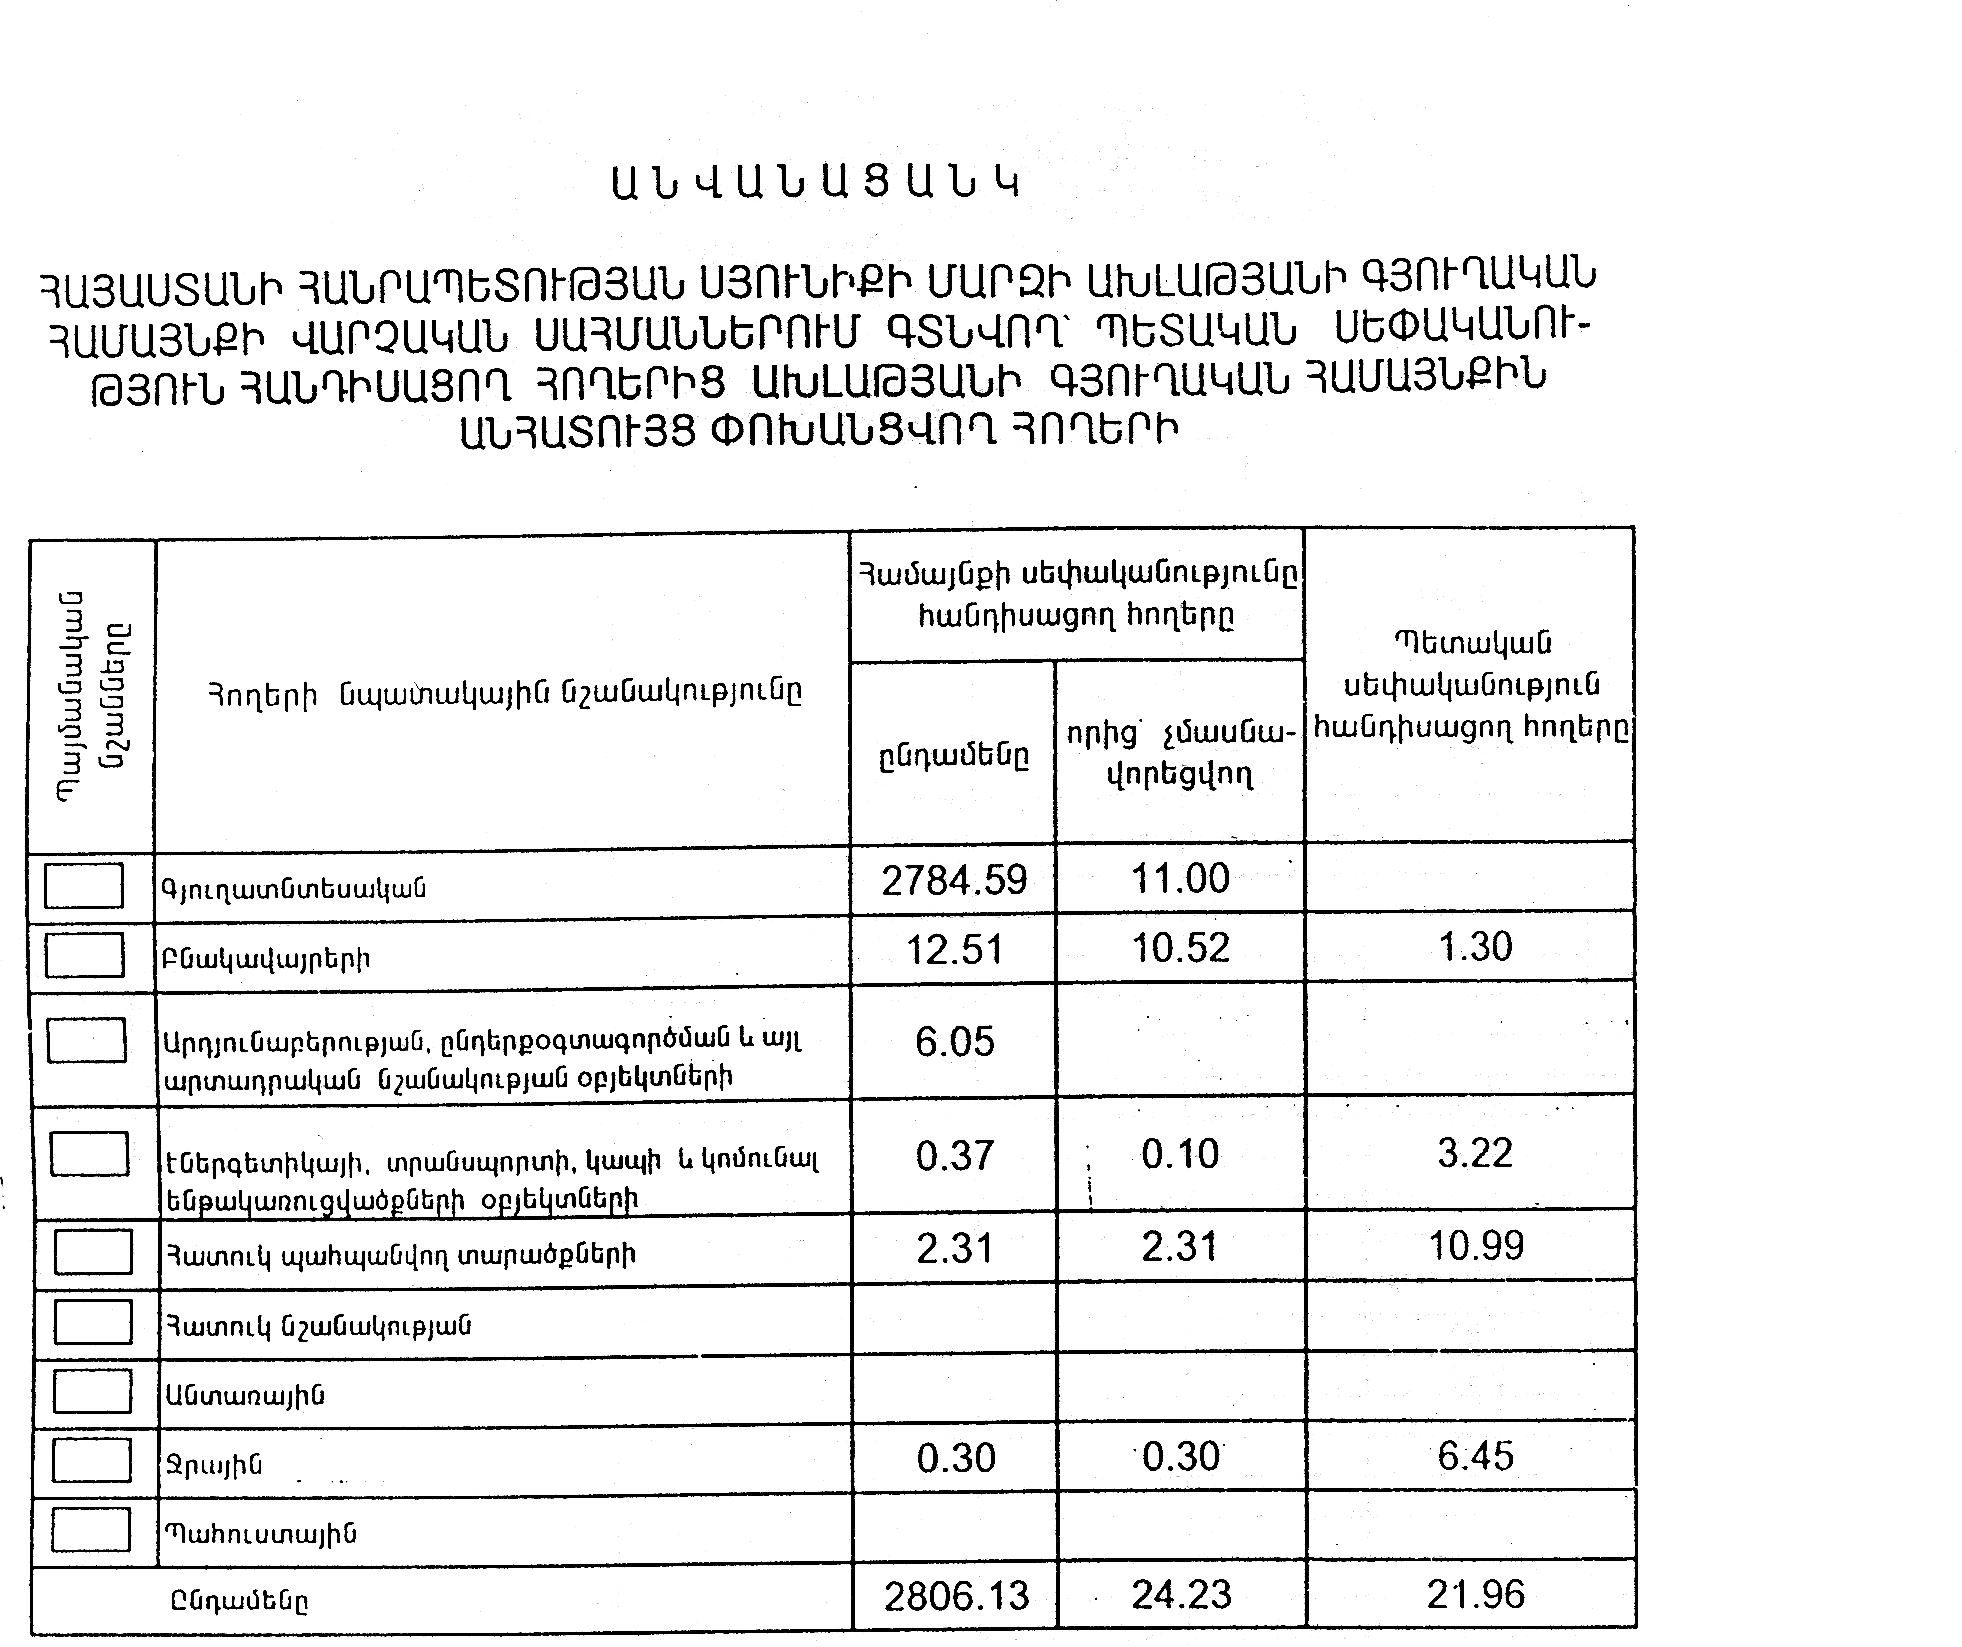 ԱՆՎԱՆԱՑԱՆԿ
ՀԱՅԱՍՏԱՆԻ ՀԱՆՐԱՊԵՏՈՒԹՅԱՆ ՍՅՈՒՆԻՔԻ ՄԱՐԶԻ ԱԽԼԱԹՅԱՆԻ ԳՅՈՒՂԱԿԱՆ
ՀԱՄԱՅՆՔԻ ՎԱՐՉԱԿԱՆ ՍԱՀՄԱՆՆԵՐՈՒՄ ԳՏՆՎՈՂ՝ ՊԵՏԱԿԱՆ ՍԵՓԱԿԱՆՈՒ-
ԹՅՈՒՆ ՀԱՆԴԻՍԱՑՈՂ ՀՈՂԵՐԻՑ ԱԽԼԱԹՅԱՆԻ ԳՅՈՒՂԱԿԱՆ ՀԱՄԱՅՆՔԻՆ
ԱՆՀԱՏՈՒՅՑ ՓՈԽԱՆՑՎՈՂ ՀՈՂԵՐԻ
Պայմանական
նշանները
Հողերի նպատակային նշանակությունը
Համայնքի սեփականությունը
հանդիսացող հողերը
ընդամենը
որից՝ չմասնա-
վորեցվող
Պետական
սեփականություն
հանդիսացող հողերը
Գյուղատնտեսական 2784.59 11.00
Բնակավայրերի 12.51 10.52 1.30
Արդյունաբերության, ընդերքօգտագործման և այլ 6.05
արտադրական նշանակության օբյեկտների
էներգետիկայի, տրանսպորտի, կապի և կոմունալ 0.37 0.10 3.22
ենթակառուցվածքների օբյեկտների
Հատուկ պահպանվող տարածքների 2.31 2.31 10.99
Հատուկ նշանակության
Անտառային
Ջրային 0.30 0.30 6.45
Պահուստային
Ընդամենը 2806.13 24.23 21.96